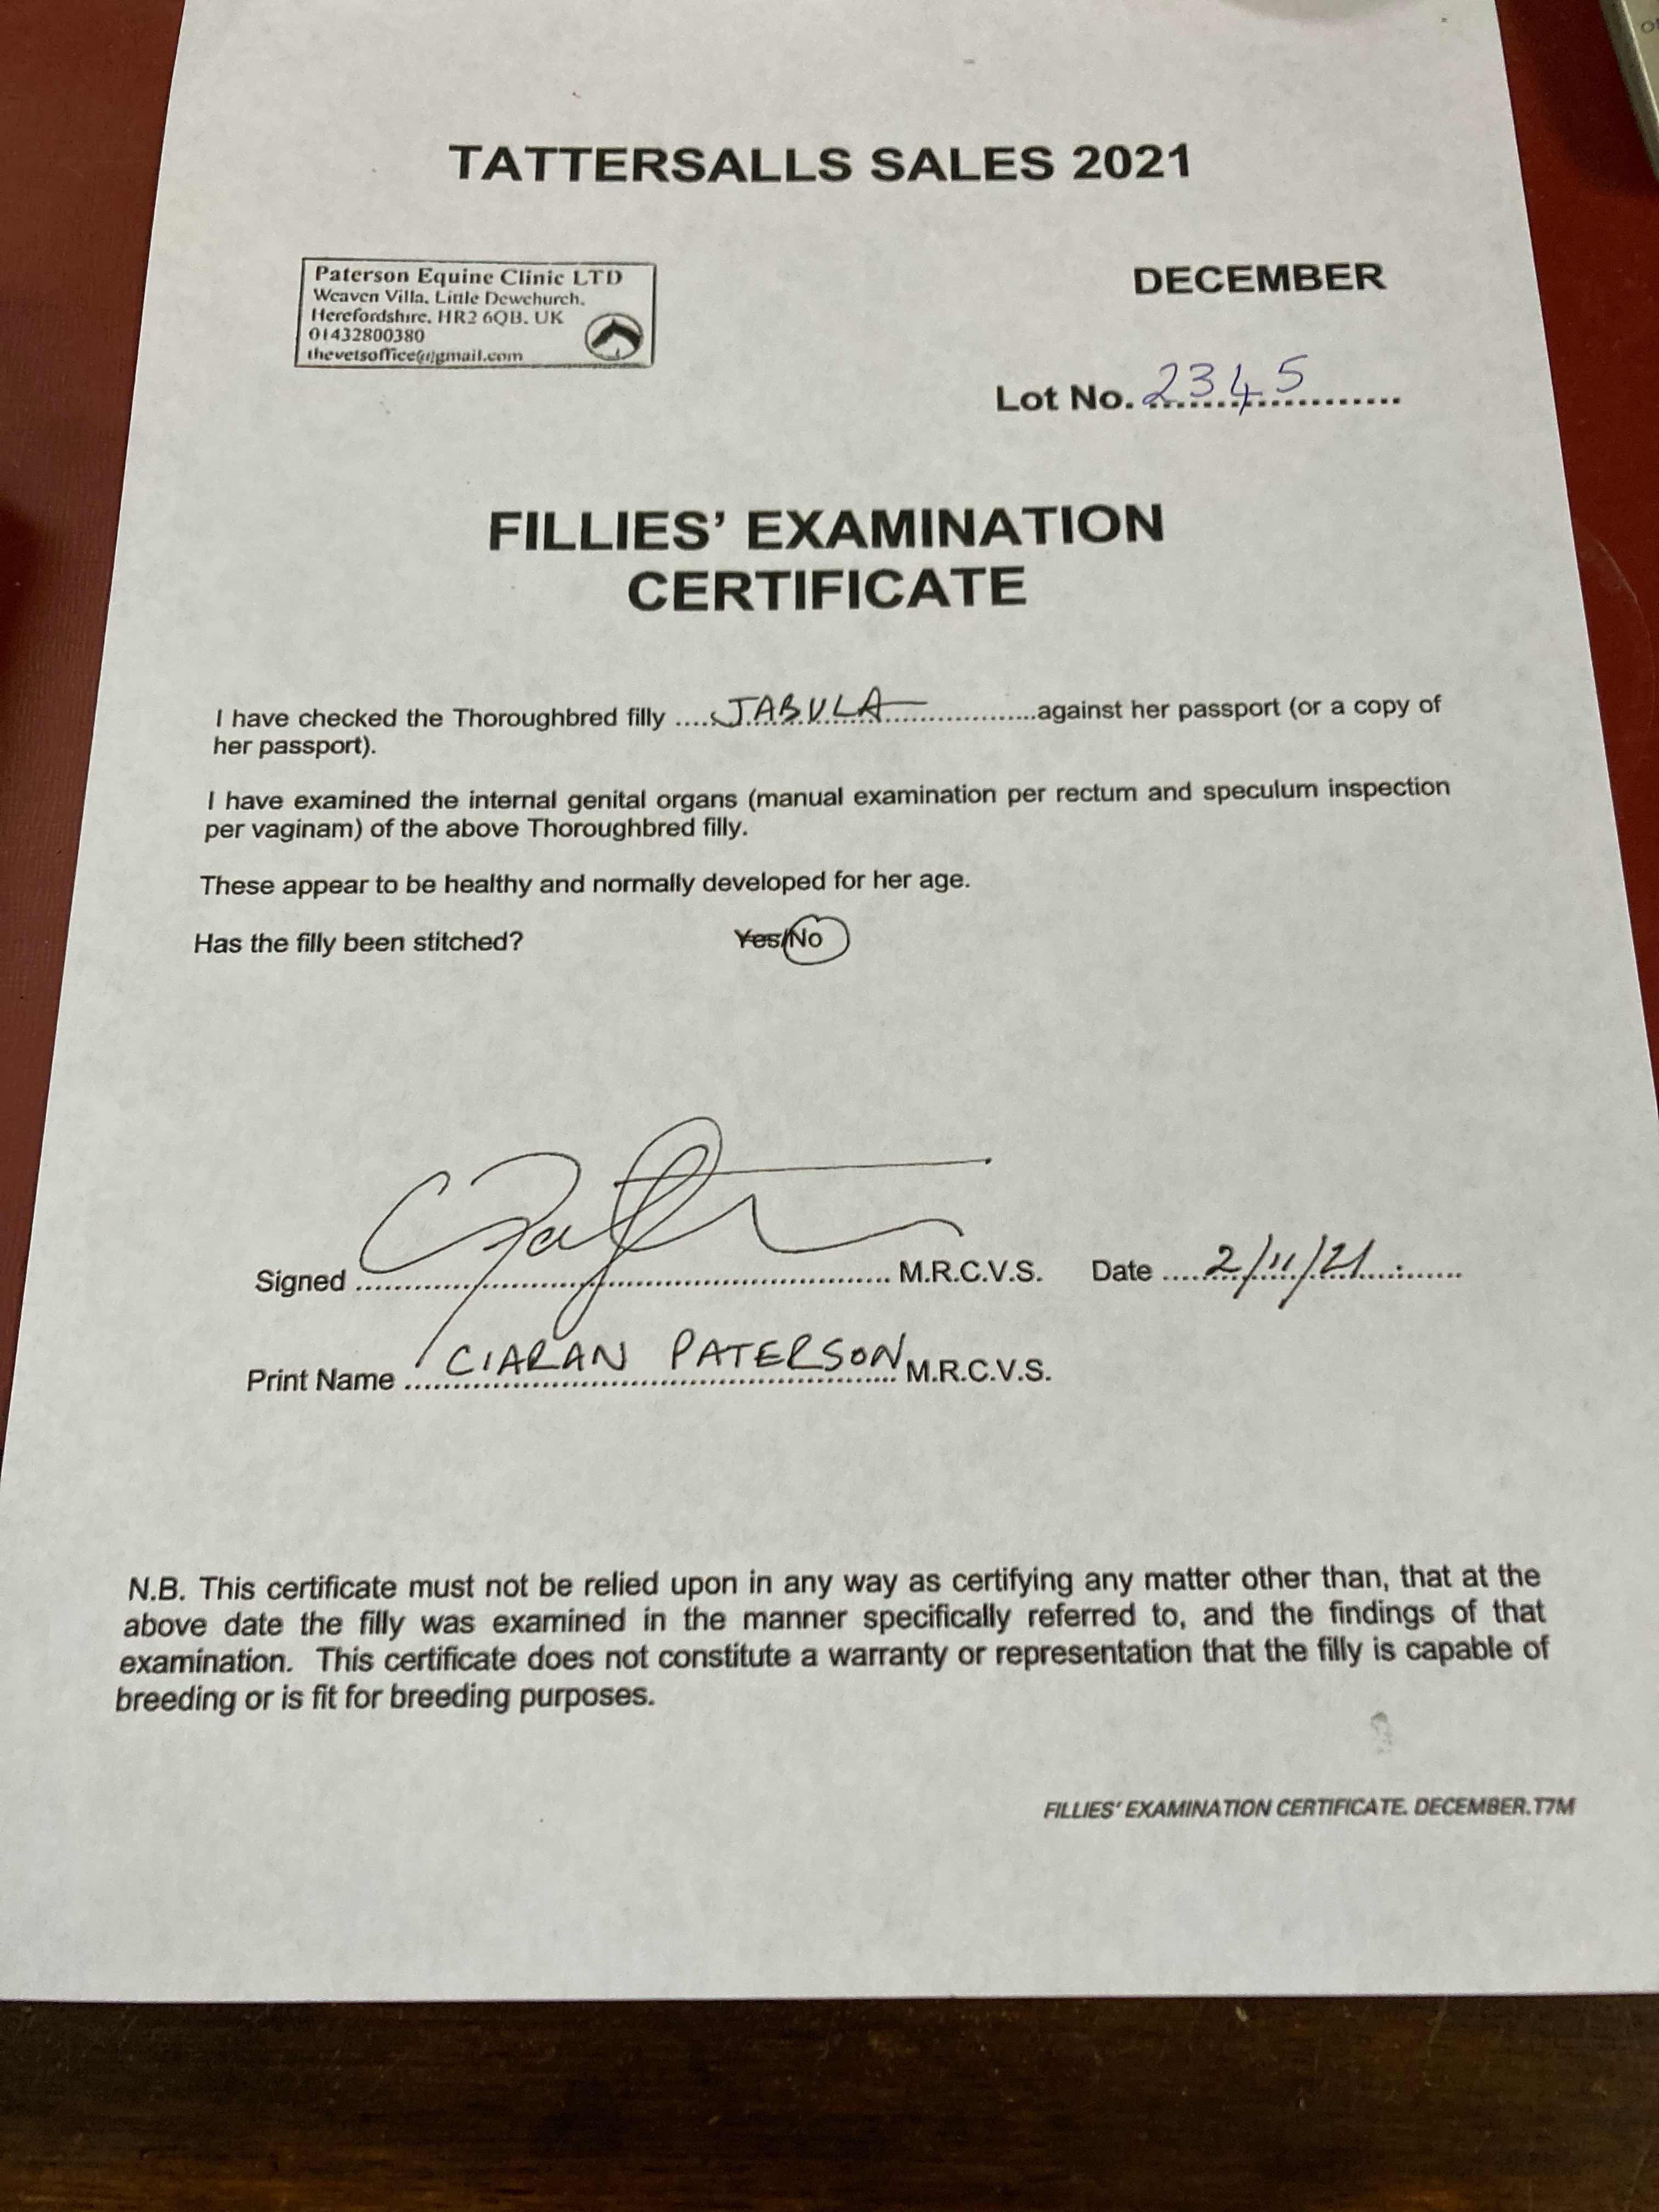 TATTERSALLS SALES 2021
Paterson Equine Clinic LTD
Weaven Villa, Little Dewchurch,
Herefordshire, HR2 6QB. UK
01432800380
thevetsoffice@gmail.com
DECEMBER
Lot No. 2345
FILLIES' EXAMINATION
CERTIFICATE
I have checked the Thoroughbred filly ....JABULA....................against her passport (or a copy of
her passport).
I have examined the internal genital organs (manual examination per rectum and speculum inspection
per vaginam) of the above Thoroughbred filly.
These appear to be healthy and normally developed for her age.
Has the filly been stitched? Yes/No
Signed ........................ M.R.C.V.S. Date ....2/11/21........
Print Name CIARAN PATERSON M.R.C.V.S.
N.B. This certificate must not be relied upon in any way as certifying any matter other than, that at the
above date the filly was examined in the manner specifically referred to, and the findings of that
examination. This certificate does not constitute a warranty or representation that the filly is capable of
breeding or is fit for breeding purposes.
FILLIES' EXAMINATION CERTIFICATE. DECEMBER.T7M